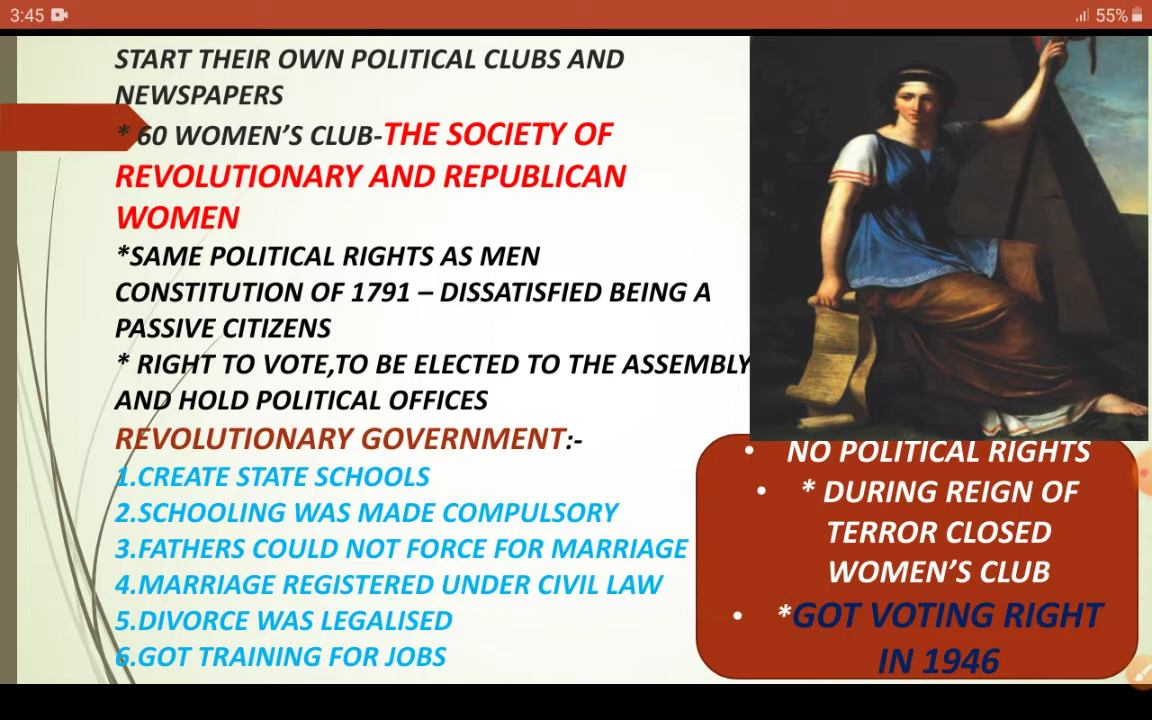 3:45
55%
START THEIR OWN POLITICAL CLUBS AND
NEWSPAPERS
* 60 WOMEN’S CLUB-THE SOCIETY OF
REVOLUTIONARY AND REPUBLICAN
WOMEN
*SAME POLITICAL RIGHTS AS MEN
CONSTITUTION OF 1791 – DISSATISFIED BEING A
PASSIVE CITIZENS
* RIGHT TO VOTE,TO BE ELECTED TO THE ASSEMBLY
AND HOLD POLITICAL OFFICES
REVOLUTIONARY GOVERNMENT:-
1.CREATE STATE SCHOOLS
2.SCHOOLING WAS MADE COMPULSORY
3.FATHERS COULD NOT FORCE FOR MARRIAGE
4.MARRIAGE REGISTERED UNDER CIVIL LAW
5.DIVORCE WAS LEGALISED
6.GOT TRAINING FOR JOBS
• NO POLITICAL RIGHTS
• * DURING REIGN OF
TERROR CLOSED
WOMEN’S CLUB
• *GOT VOTING RIGHT
IN 1946